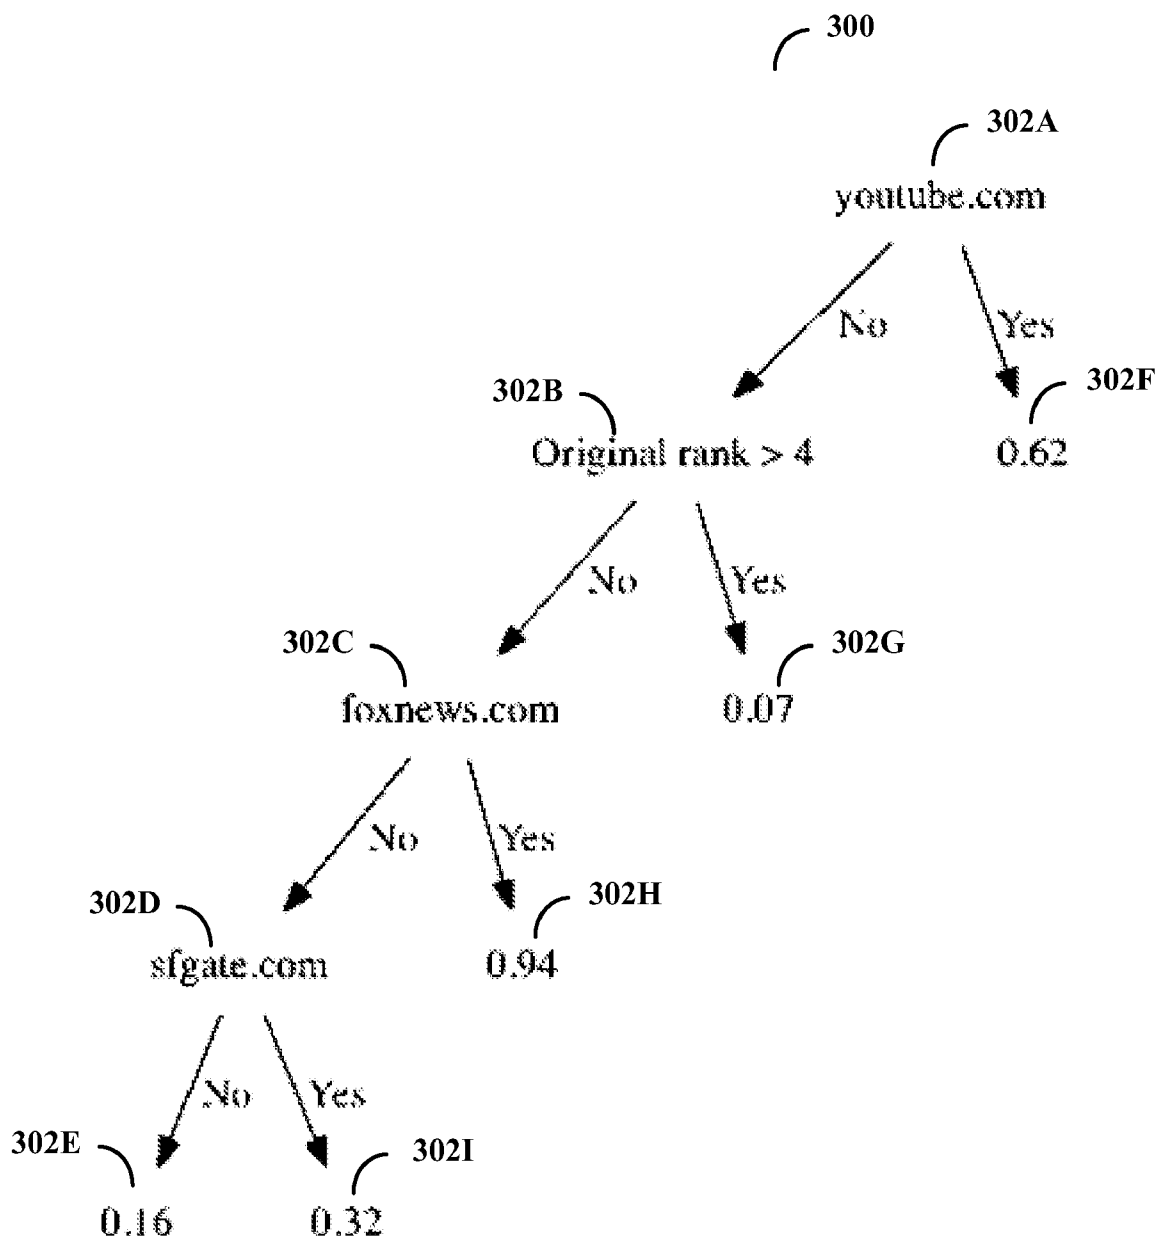 300
302A
youtube.com
No
Yes
302B
302F
Original rank > 4
0.62
No
Yes
302C
302G
foxnews.com
0.07
No
Yes
302D
302H
sfgate.com
0.94
No
Yes
302E
302I
0.16
0.32